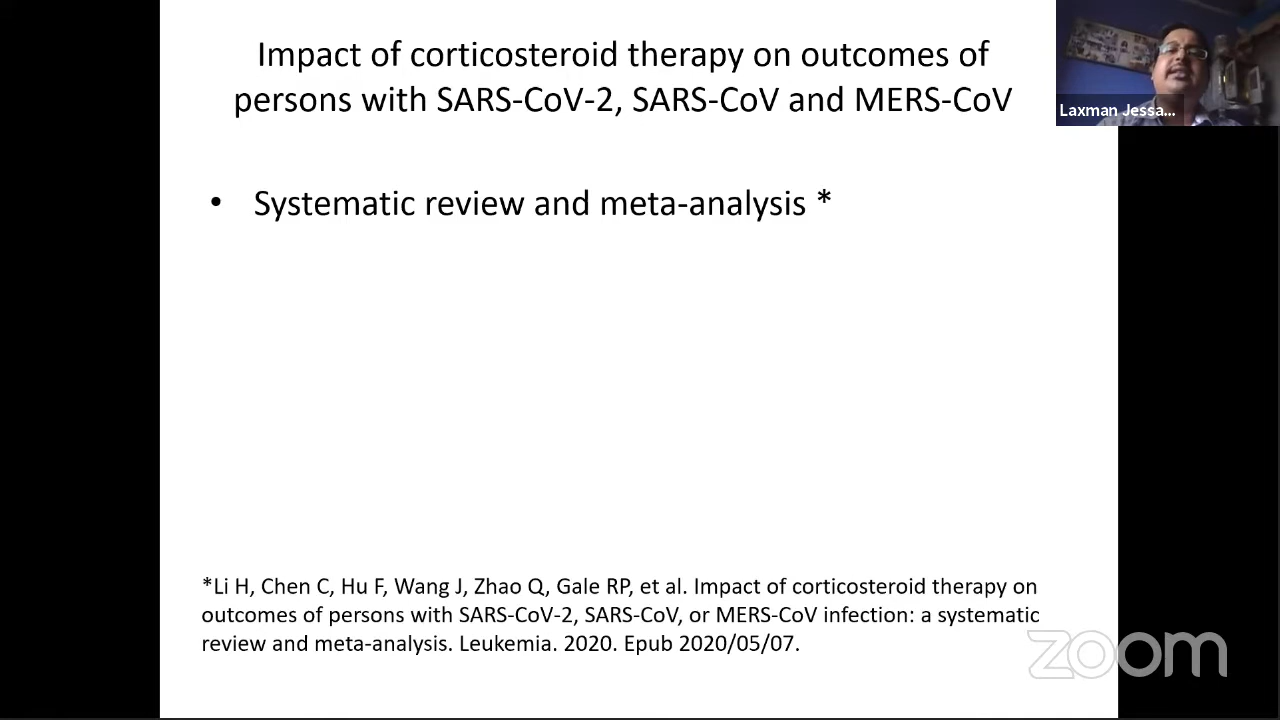 Impact of corticosteroid therapy on outcomes of
persons with SARS-CoV-2, SARS-CoV and MERS-CoV
Laxman Jessa...
• Systematic review and meta-analysis *
*Li H, Chen C, Hu F, Wang J, Zhao Q, Gale RP, et al. Impact of corticosteroid therapy on
outcomes of persons with SARS-CoV-2, SARS-CoV, or MERS-CoV infection: a systematic
review and meta-analysis. Leukemia. 2020. Epub 2020/05/07.
zoom